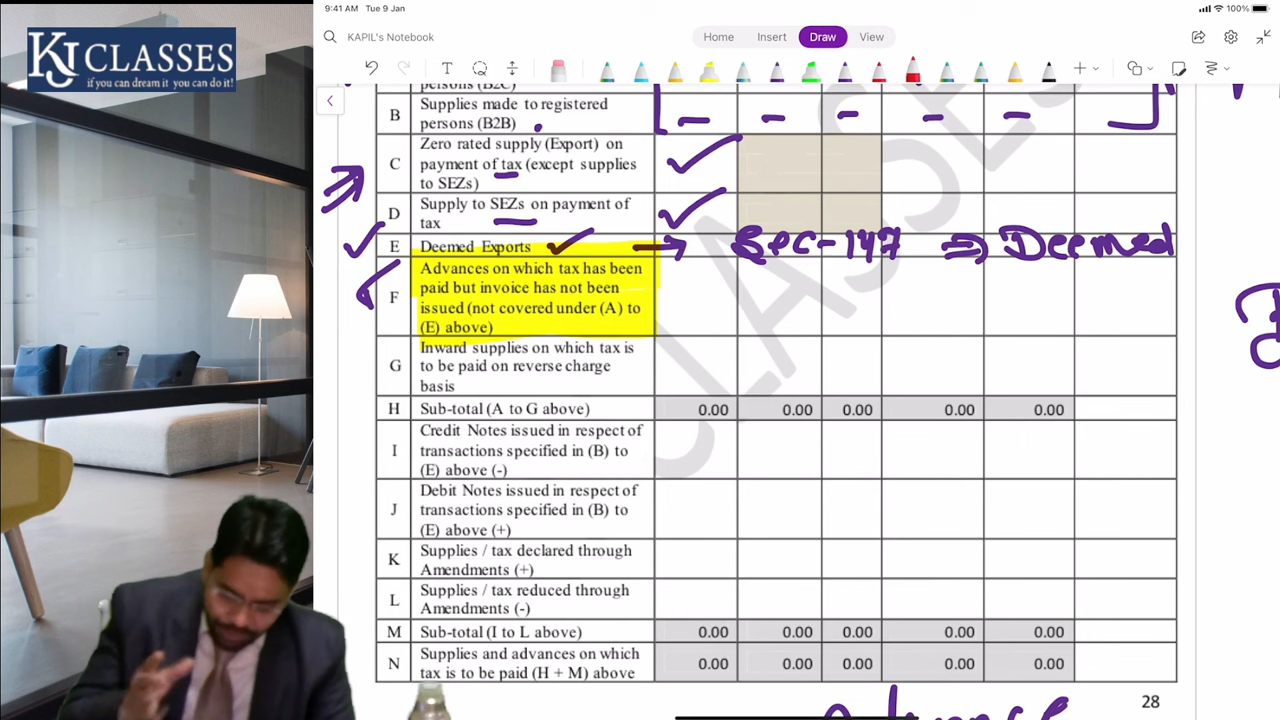 9:41 AM Tue 9 Jan
100%
KJ CLASSES
if you can dream it you can do it!
KAPIL's Notebook
Home Insert Draw View
persons (B2C)
B Supplies made to registered
persons (B2B)
C Zero rated supply (Export) on
payment of tax (except supplies
to SEZs)
D Supply to SEZs on payment of
tax
E Deemed Exports
Sec-147 ⇒ Deemed
F Advances on which tax has been
paid but invoice has not been
issued (not covered under (A) to
(E) above)
G Inward supplies on which tax is
to be paid on reverse charge
basis
H Sub-total (A to G above) 0.00 0.00 0.00 0.00 0.00
I Credit Notes issued in respect of
transactions specified in (B) to
(E) above (-)
J Debit Notes issued in respect of
transactions specified in (B) to
(E) above (+)
K Supplies / tax declared through
Amendments (+)
L Supplies / tax reduced through
Amendments (-)
M Sub-total (I to L above) 0.00 0.00 0.00 0.00 0.00
N Supplies and advances on which
tax is to be paid (H + M) above 0.00 0.00 0.00 0.00 0.00
28
Advance
CLASSES